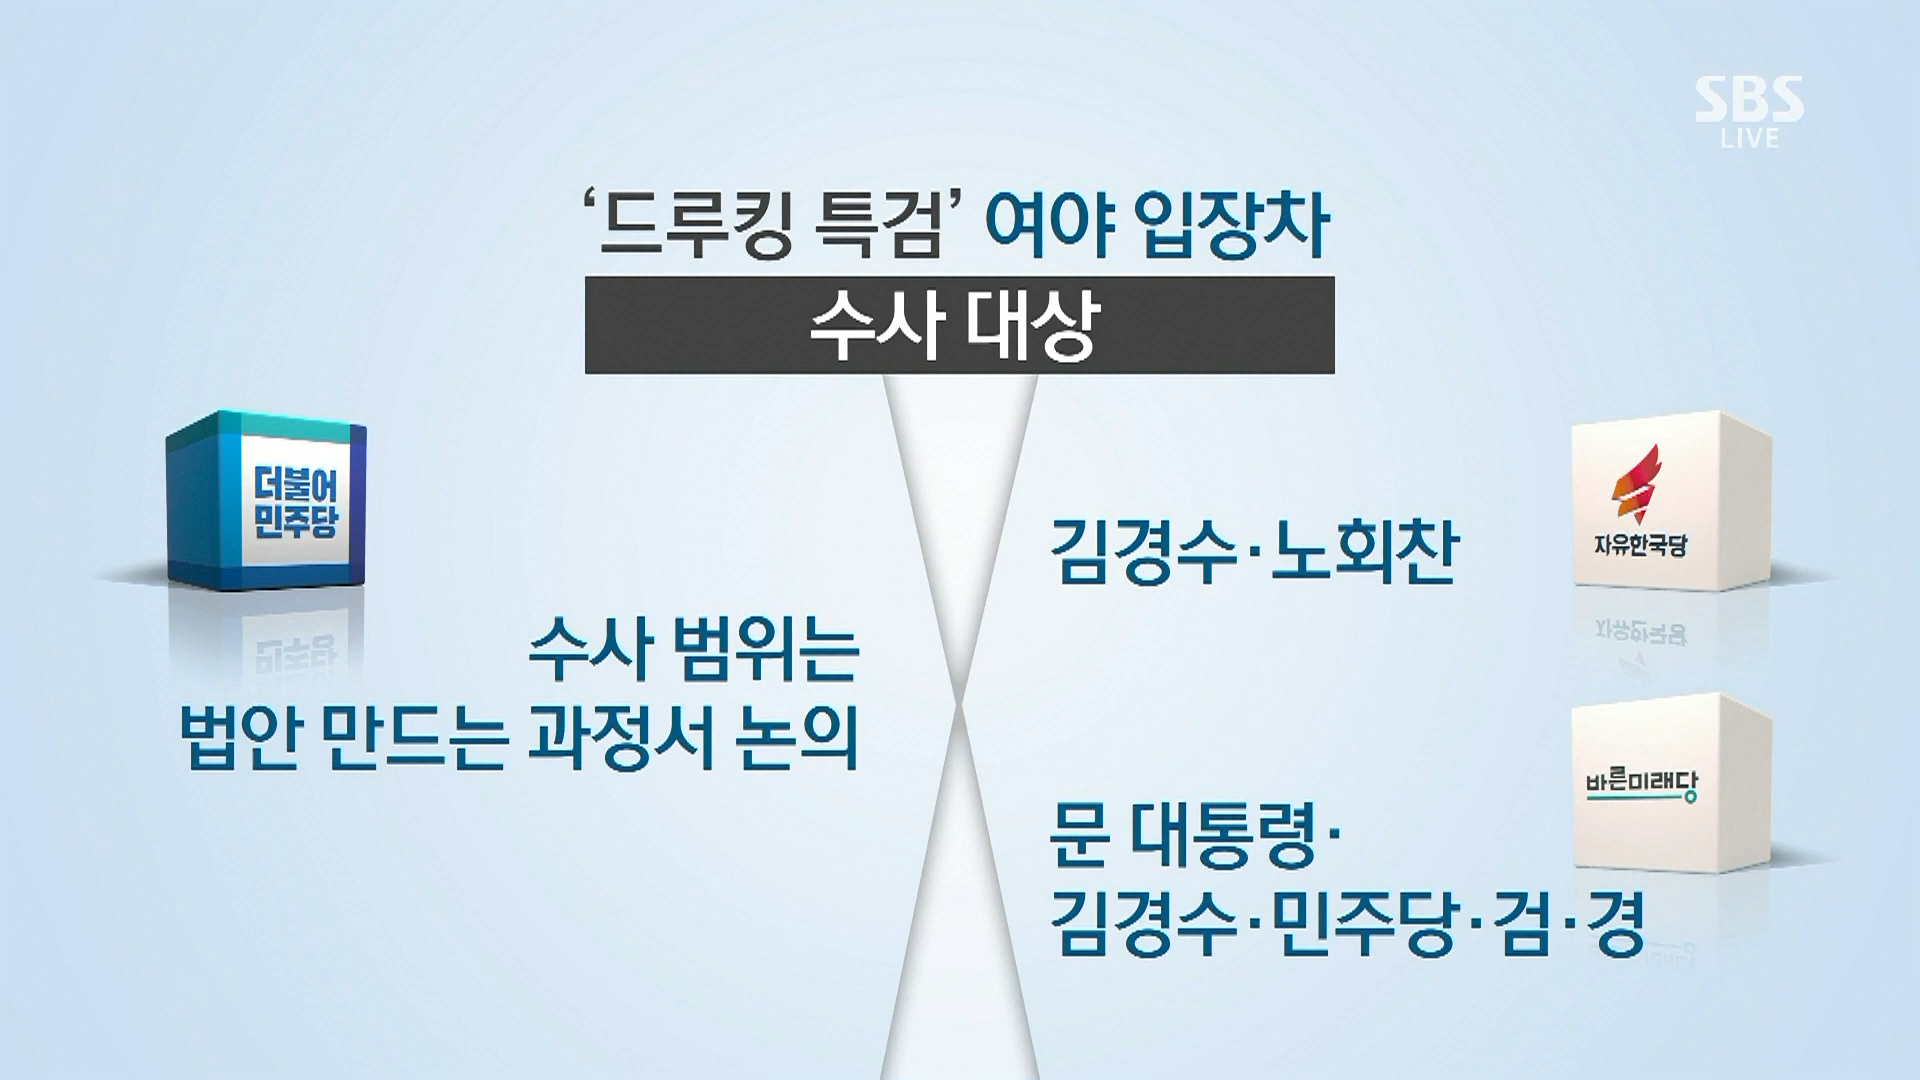 SBS
LIVE
‘드루킹 특검’ 여야 입장차
수사 대상
더불어
민주당
수사 범위는
법안 만드는 과정서 논의
김경수·노회찬
자유한국당
문 대통령·
김경수·민주당·검·경
바른미래당